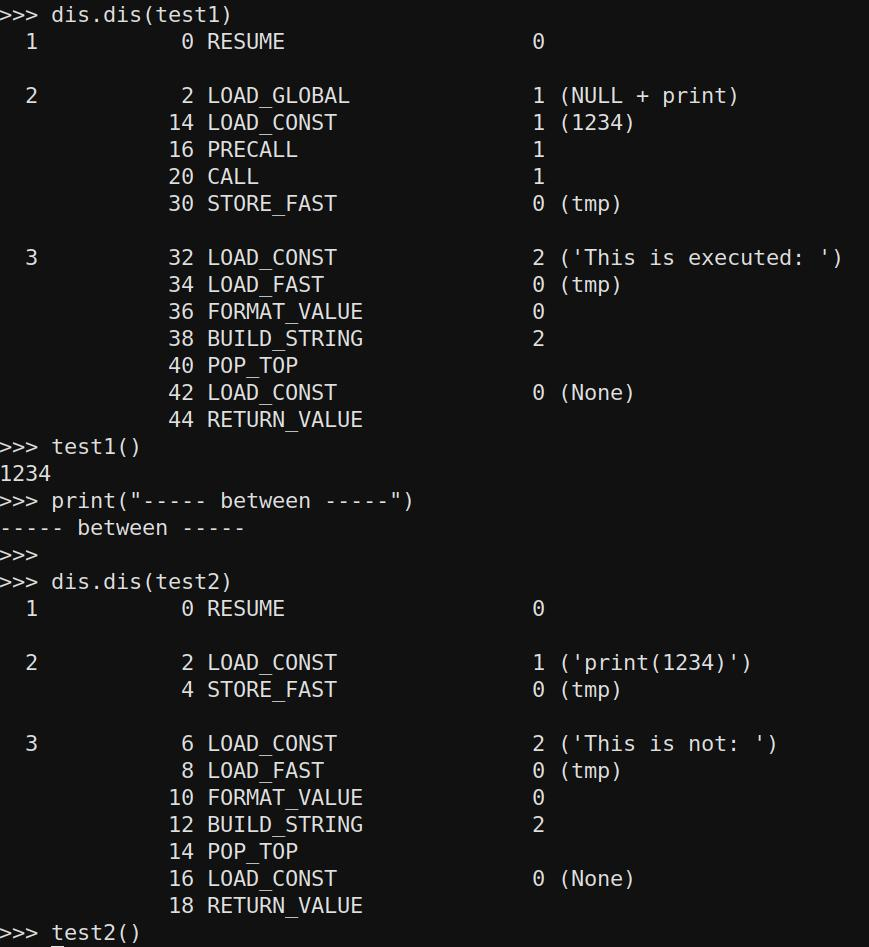 >>> dis.dis(test1)
  1           0 RESUME                   0

  2           2 LOAD_GLOBAL              1 (NULL + print)
             14 LOAD_CONST               1 (1234)
             16 PRECALL                  1
             20 CALL                     1
             30 STORE_FAST               0 (tmp)

  3          32 LOAD_CONST               2 ('This is executed: ')
             34 LOAD_FAST                0 (tmp)
             36 FORMAT_VALUE             0
             38 BUILD_STRING             2
             40 POP_TOP
             42 LOAD_CONST               0 (None)
             44 RETURN_VALUE
>>> test1()
1234
>>> print("----- between -----")
----- between -----
>>>
>>> dis.dis(test2)
  1           0 RESUME                   0

  2           2 LOAD_CONST               1 ('print(1234)')
              4 STORE_FAST               0 (tmp)

  3           6 LOAD_CONST               2 ('This is not: ')
              8 LOAD_FAST                0 (tmp)
             10 FORMAT_VALUE             0
             12 BUILD_STRING             2
             14 POP_TOP
             16 LOAD_CONST               0 (None)
             18 RETURN_VALUE
>>> test2()